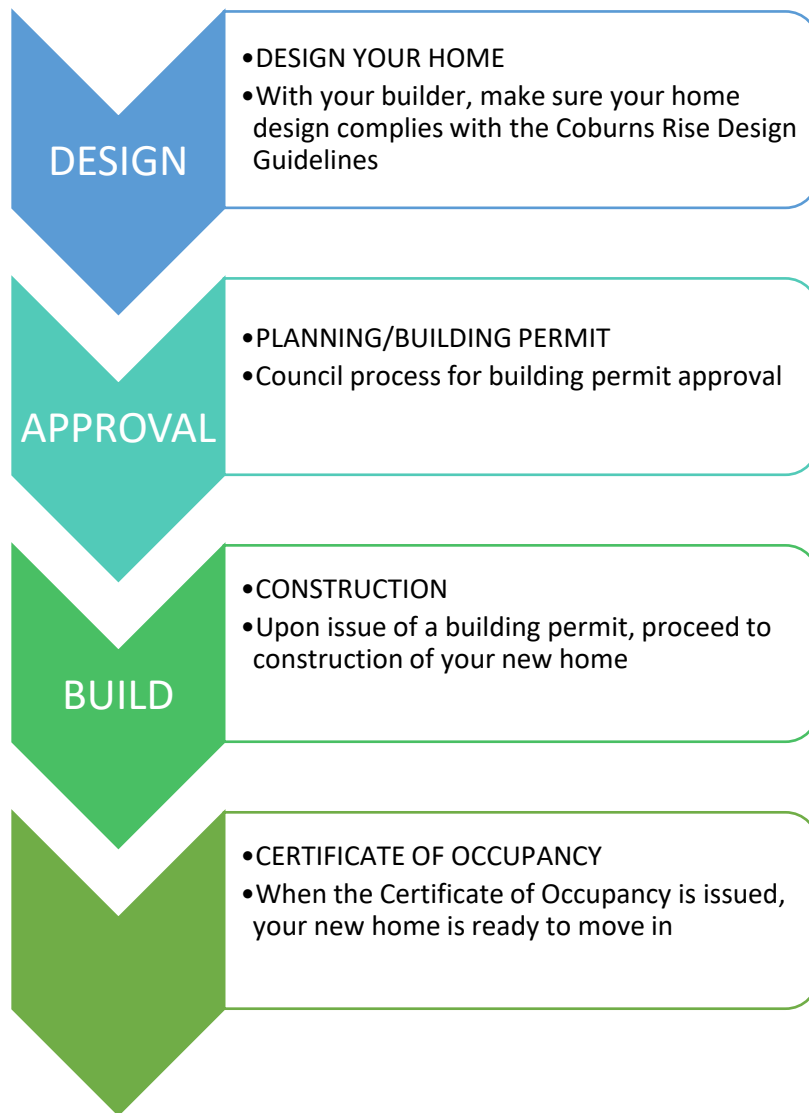 DESIGN
•DESIGN YOUR HOME
•With your builder, make sure your home
design complies with the Coburns Rise Design
Guidelines
APPROVAL
•PLANNING/BUILDING PERMIT
•Council process for building permit approval
BUILD
•CONSTRUCTION
•Upon issue of a building permit, proceed to
construction of your new home
•CERTIFICATE OF OCCUPANCY
•When the Certificate of Occupancy is issued,
your new home is ready to move in